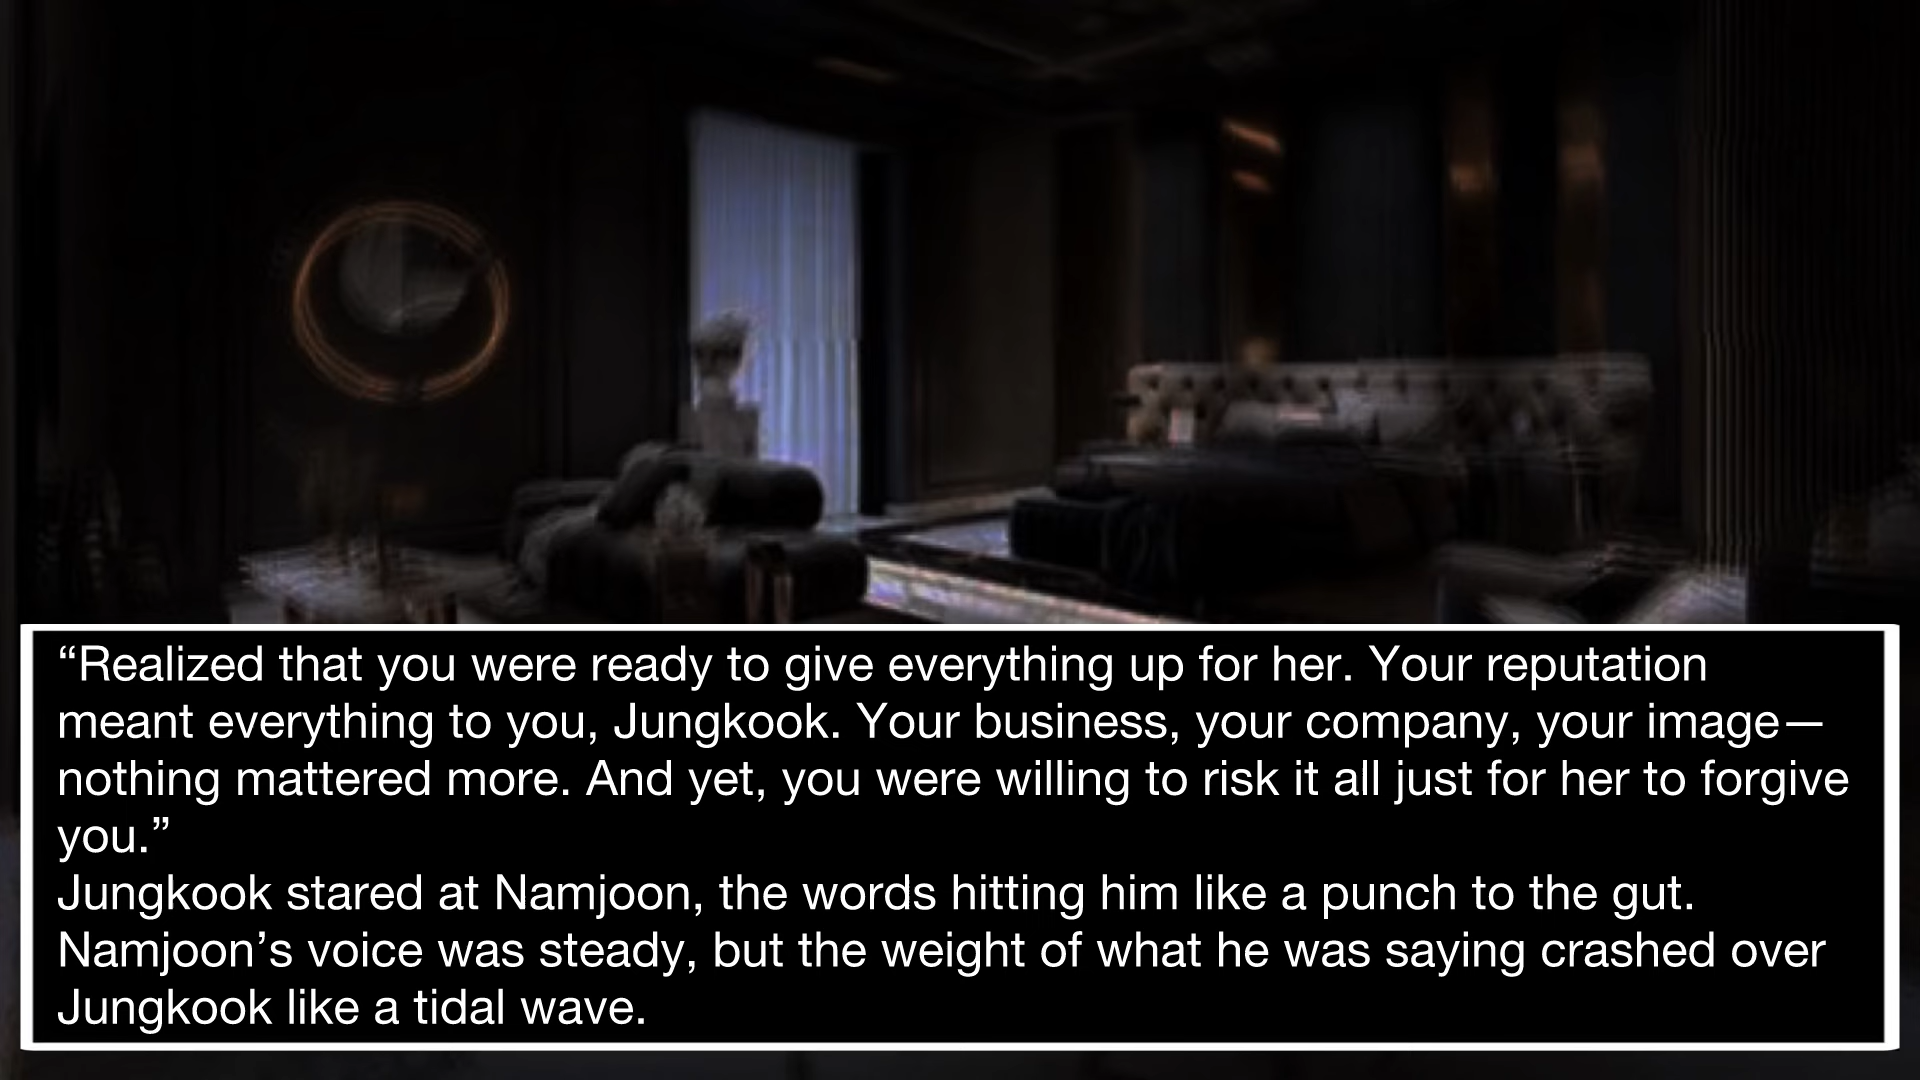 “Realized that you were ready to give everything up for her. Your reputation
meant everything to you, Jungkook. Your business, your company, your image—
nothing mattered more. And yet, you were willing to risk it all just for her to forgive
you.”
Jungkook stared at Namjoon, the words hitting him like a punch to the gut.
Namjoon’s voice was steady, but the weight of what he was saying crashed over
Jungkook like a tidal wave.